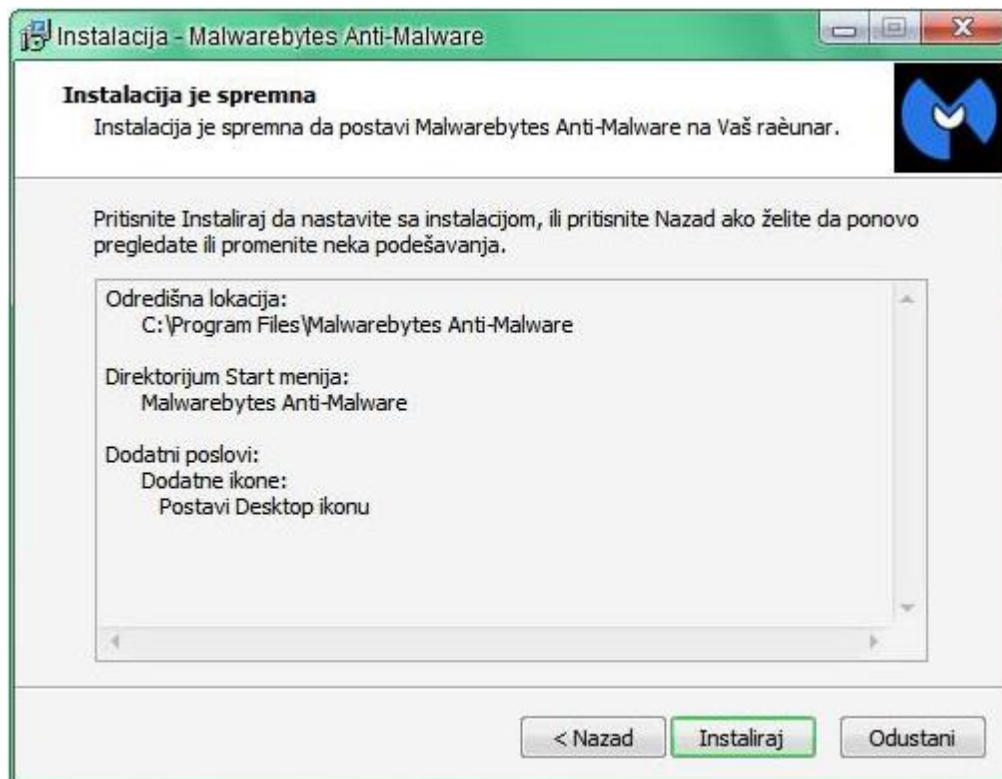 Instalacija - Malwarebytes Anti-Malware
Instalacija je spremna
Instalacija je spremna da postavi Malwarebytes Anti-Malware na Vaš raèunar.
Pritisnite Instaliraj da nastavite sa instalacijom, ili pritisnite Nazad ako želite da ponovo
pregledate ili promenite neka podešavanja.
Odredišna lokacija:
C:\Program Files\Malwarebytes Anti-Malware
Direktorijum Start menija:
Malwarebytes Anti-Malware
Dodatni poslovi:
Dodatne ikone:
Postavi Desktop ikonu
< Nazad
Instaliraj
Odustani